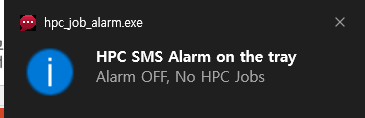 hpc_job_alarm.exe
HPC SMS Alarm on the tray
Alarm OFF, No HPC Jobs